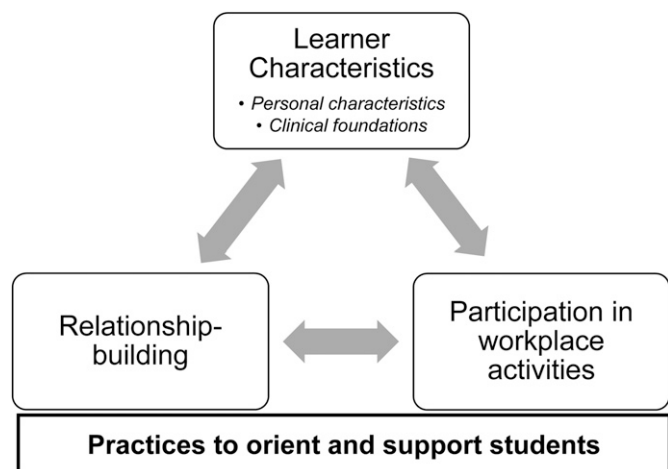 Learner
Characteristics
• Personal characteristics
• Clinical foundations
Relationship-
building
Participation in
workplace
activities
Practices to orient and support students